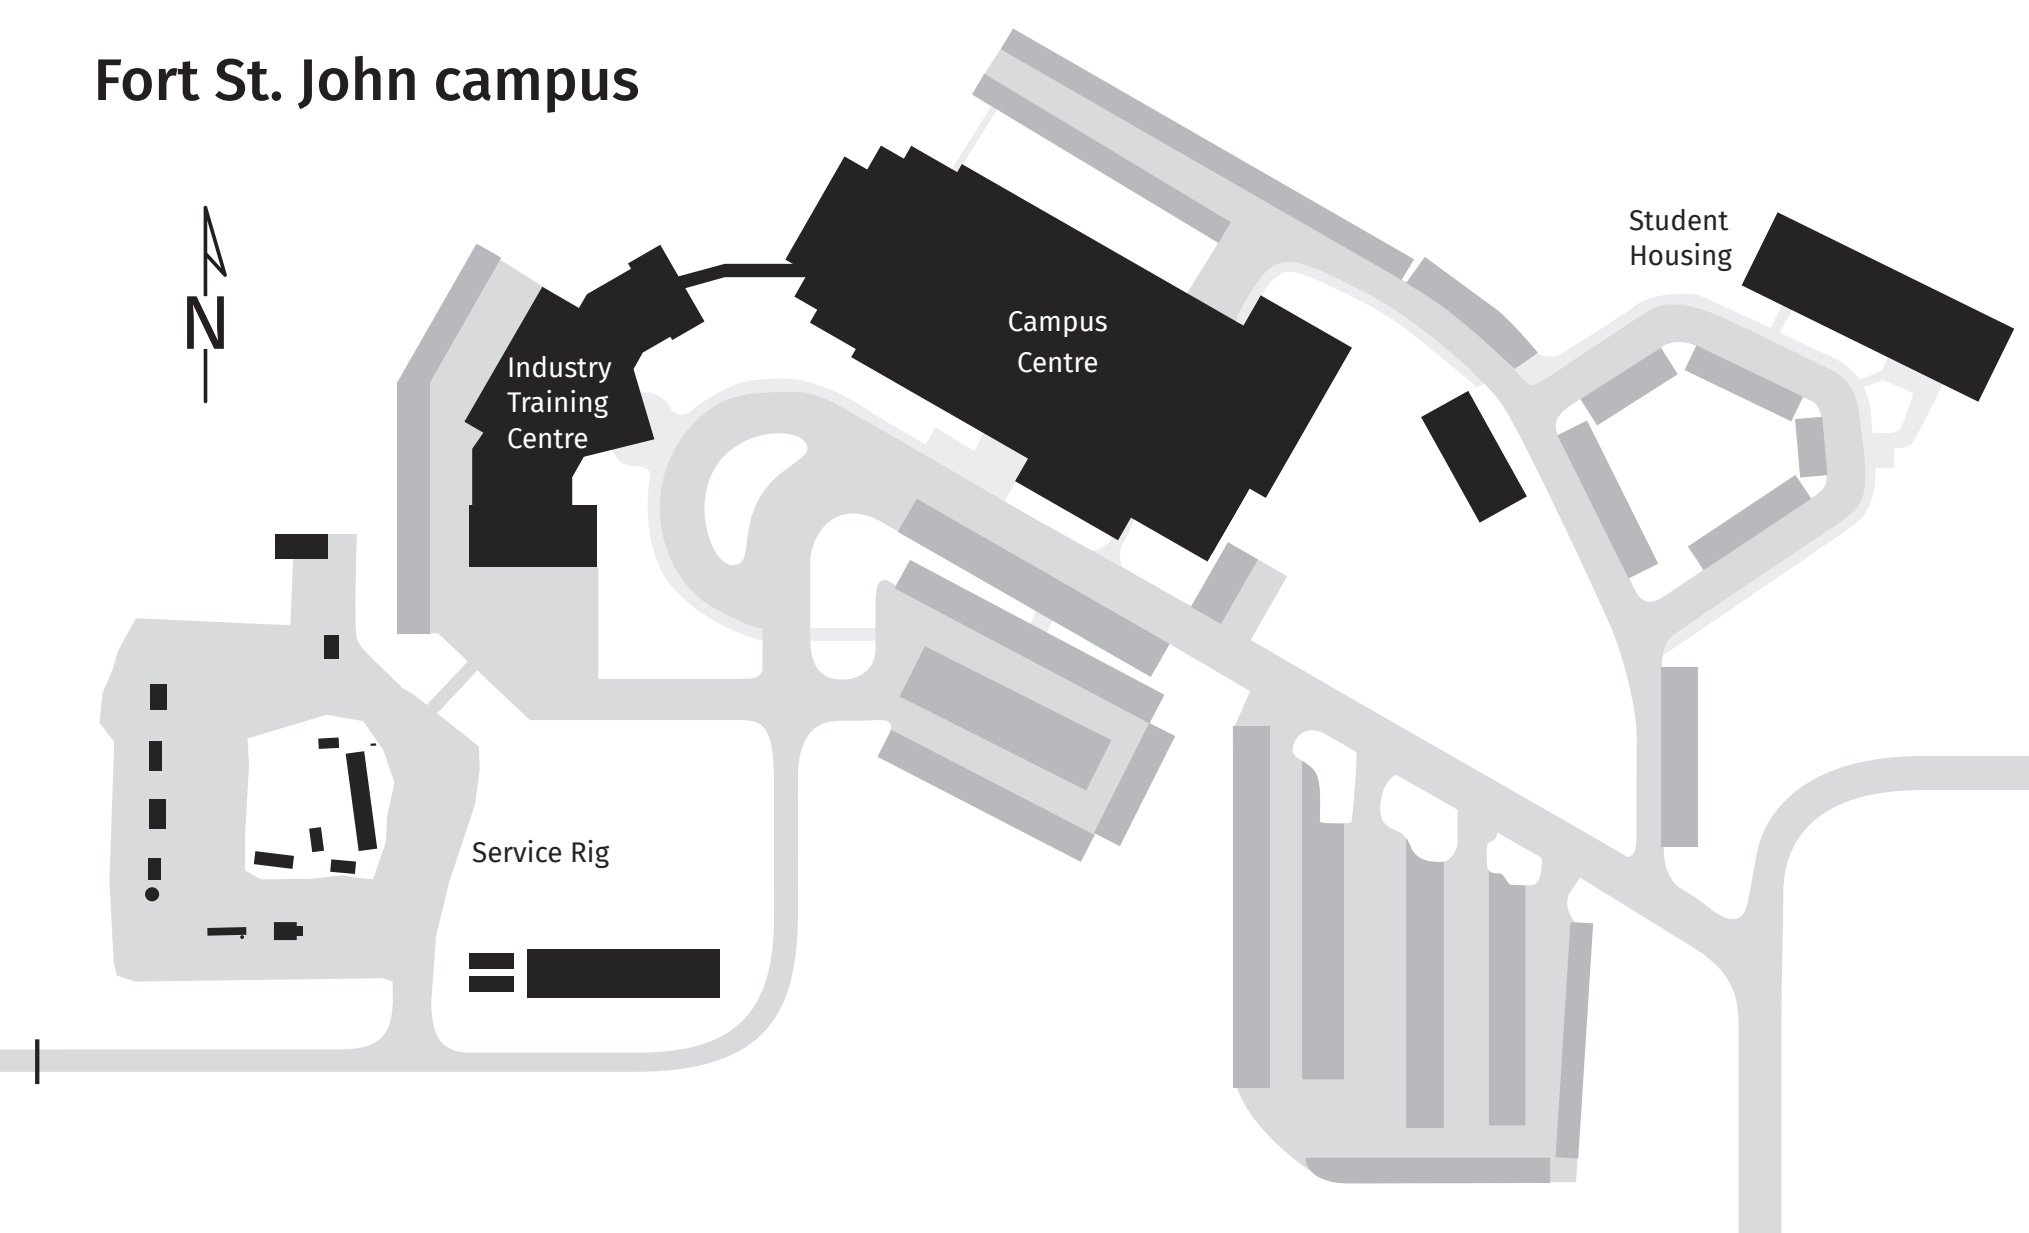 Fort St. John campus
N
Industry
Training
Centre
Campus
Centre
Student
Housing
Service Rig